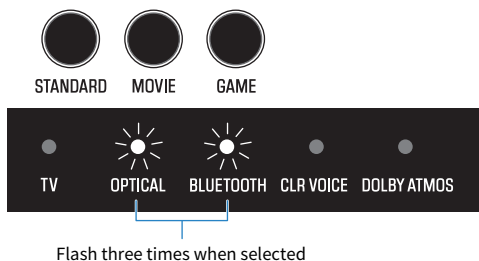 STANDARD MOVIE GAME
TV OPTICAL BLUETOOTH CLR VOICE DOLBY ATMOS
Flash three times when selected